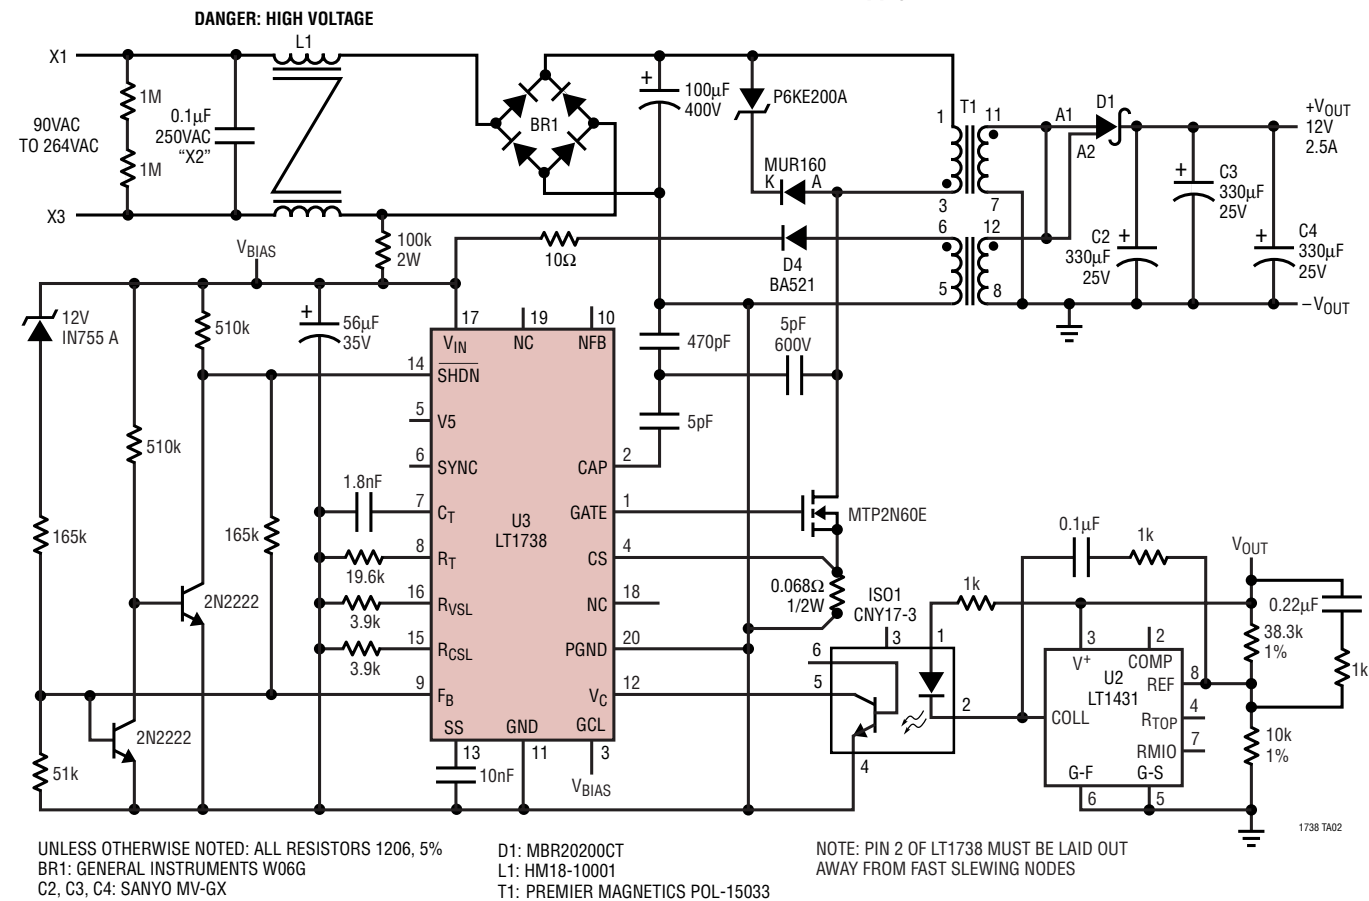 DANGER: HIGH VOLTAGE
L1
X1
1M
0.1µF
250VAC
"X2"
90VAC
TO 264VAC
1M
X3
BR1
+
100µF
400V
P6KE200A
MUR160
K
A
1
T1
11
3
7
6
12
5
8
A1
A2
D1
+VOUT
12V
2.5A
+
C3
330µF
25V
C2
330µF
25V
+
C4
330µF
25V
+
–VOUT
VBIAS
100k
2W
10Ω
D4
BA521
12V
IN755 A
510k
+
56µF
35V
510k
165k
165k
2N2222
2N2222
51k
1.8nF
19.6k
3.9k
3.9k
17
19
10
VIN
NC
NFB
14
SHDN
5
V5
6
SYNC
7
CT
8
RT
16
RVSL
15
RCSL
9
FB
U3
LT1738
CAP
2
GATE
1
CS
4
NC
18
PGND
20
VC
12
SS
GND
GCL
13
11
3
10nF
VBIAS
470pF
5pF
600V
5pF
MTP2N60E
0.068Ω
1/2W
ISO1
CNY17-3
3
1
6
5
2
4
1k
0.1µF
1k
VOUT
0.22µF
38.3k
1%
1k
10k
1%
3
2
V+
COMP
U2
LT1431
REF
8
COLL
RTOP
4
RMIO
7
G-F
G-S
6
5
1738 TA02
UNLESS OTHERWISE NOTED: ALL RESISTORS 1206, 5%
BR1: GENERAL INSTRUMENTS W06G
C2, C3, C4: SANYO MV-GX
D1: MBR20200CT
L1: HM18-10001
T1: PREMIER MAGNETICS POL-15033
NOTE: PIN 2 OF LT1738 MUST BE LAID OUT
AWAY FROM FAST SLEWING NODES